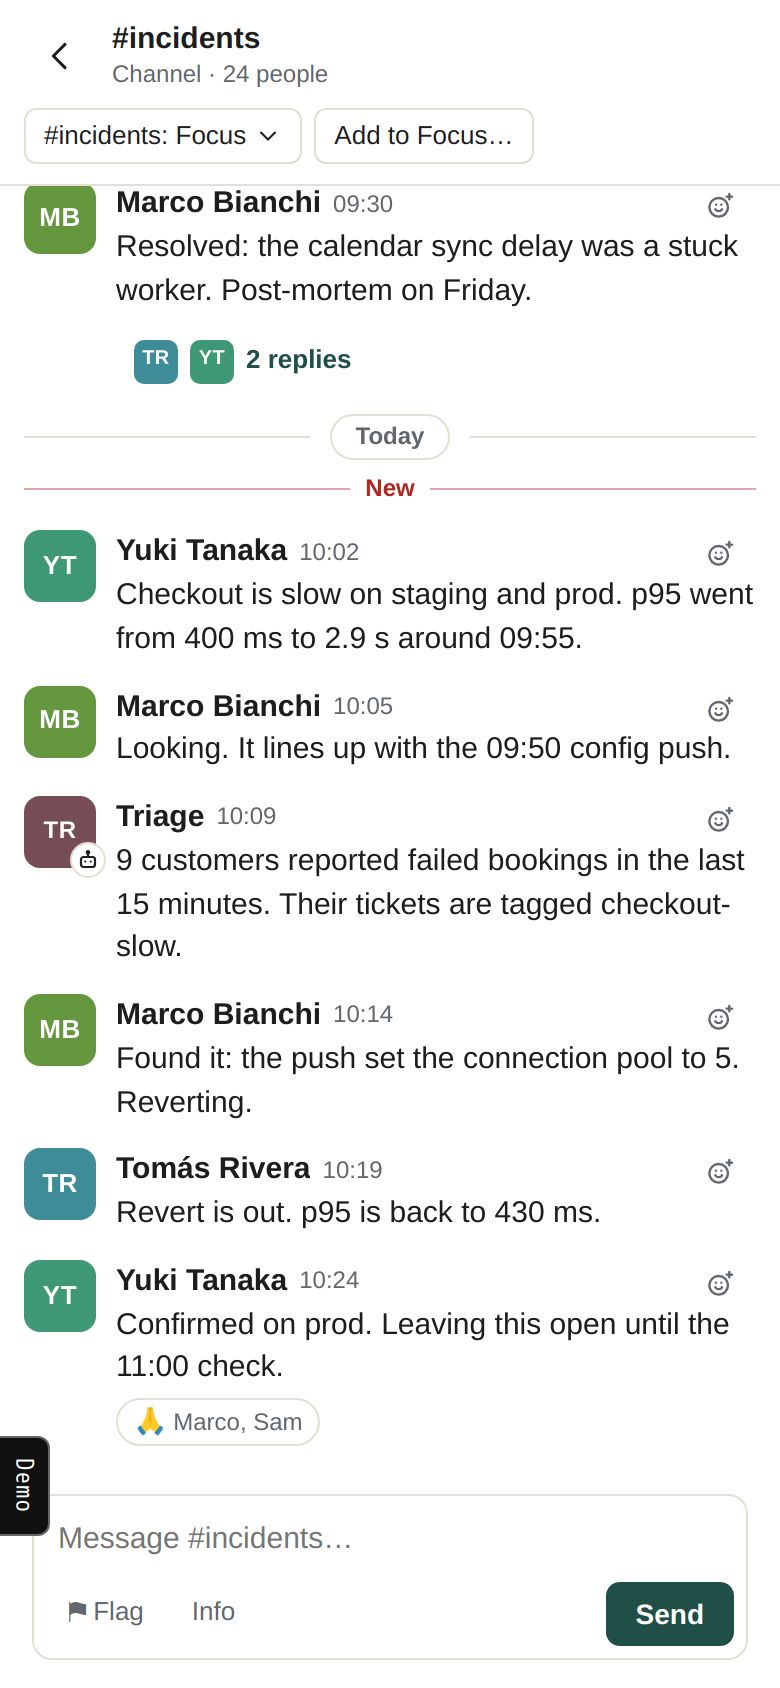 #incidents
Channel · 24 people
#incidents: Focus
Add to Focus…
MB
Marco Bianchi 09:30
Resolved: the calendar sync delay was a stuck
worker. Post-mortem on Friday.
TR YT 2 replies
Today
New
YT
Yuki Tanaka 10:02
Checkout is slow on staging and prod. p95 went
from 400 ms to 2.9 s around 09:55.
MB
Marco Bianchi 10:05
Looking. It lines up with the 09:50 config push.
TR
Triage 10:09
9 customers reported failed bookings in the last
15 minutes. Their tickets are tagged checkout-
slow.
MB
Marco Bianchi 10:14
Found it: the push set the connection pool to 5.
Reverting.
TR
Tomás Rivera 10:19
Revert is out. p95 is back to 430 ms.
YT
Yuki Tanaka 10:24
Confirmed on prod. Leaving this open until the
11:00 check.
🙏 Marco, Sam
Demo
Message #incidents…
Flag
Info
Send